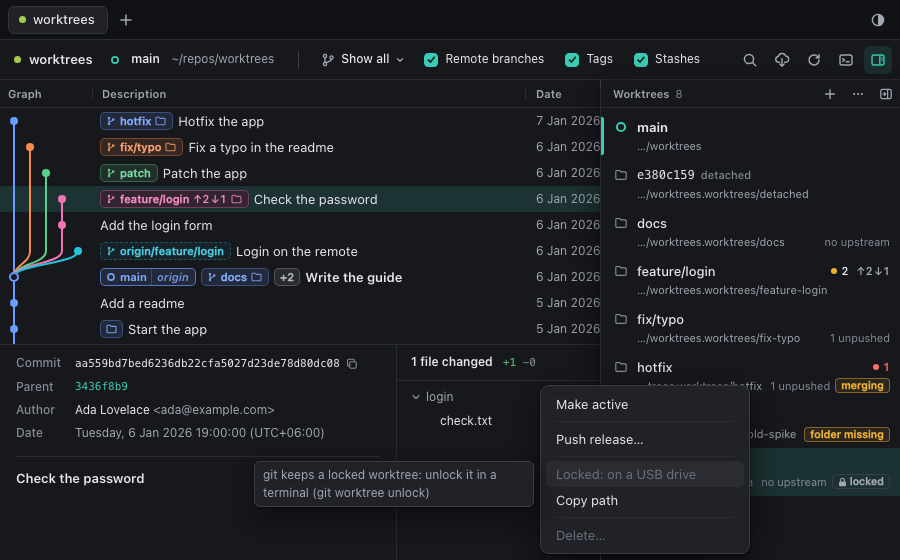 worktrees
worktrees main ~/repos/worktrees Show all Remote branches Tags Stashes
Graph Description Date
hotfix Hotfix the app 7 Jan 2026
fix/typo Fix a typo in the readme 6 Jan 2026
patch Patch the app 6 Jan 2026
feature/login ↑2↓1 Check the password 6 Jan 2026
Add the login form 6 Jan 2026
origin/feature/login Login on the remote 6 Jan 2026
main origin docs +2 Write the guide 6 Jan 2026
Add a readme 5 Jan 2026
Start the app 5 Jan 2026
Worktrees 8
main
.../worktrees
e380c159 detached
.../worktrees.worktrees/detached
docs
.../worktrees.worktrees/docs no upstream
feature/login 2 ↑2↓1
.../worktrees.worktrees/feature-login
fix/typo
.../worktrees.worktrees/fix-typo 1 unpushed
hotfix 1
1 unpushed merging
old-spike folder missing
no upstream locked
Commit aa559bd7bed6236db22cfa5027d23de78d80dc08
Parent 3436f8b9
Author Ada Lovelace <ada@example.com>
Date Tuesday, 6 Jan 2026 19:00:00 (UTC+06:00)
Check the password
1 file changed +1 −0
login
check.txt
git keeps a locked worktree: unlock it in a
terminal (git worktree unlock)
Make active
Push release...
Locked: on a USB drive
Copy path
Delete...